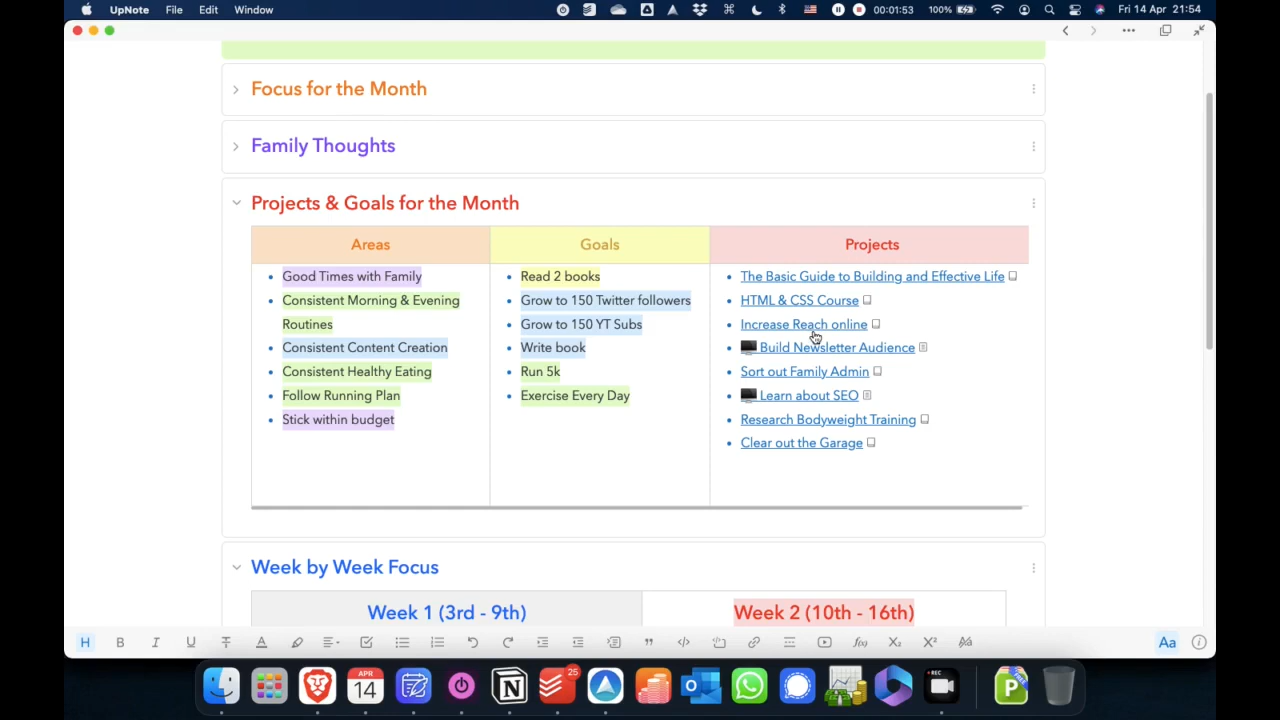 UpNote File Edit Window 00:01:53 100% Fri 14 Apr 21:54
Focus for the Month
Family Thoughts
Projects & Goals for the Month
Areas Goals Projects
Good Times with Family
Consistent Morning & Evening
Routines
Consistent Content Creation
Consistent Healthy Eating
Follow Running Plan
Stick within budget
Read 2 books
Grow to 150 Twitter followers
Grow to 150 YT Subs
Write book
Run 5k
Exercise Every Day
The Basic Guide to Building and Effective Life
HTML & CSS Course
Increase Reach online
Build Newsletter Audience
Sort out Family Admin
Learn about SEO
Research Bodyweight Training
Clear out the Garage
Week by Week Focus
Week 1 (3rd - 9th) Week 2 (10th - 16th)
H B I U T A f(x) X₂ X² Aa
APR
14
25
REC